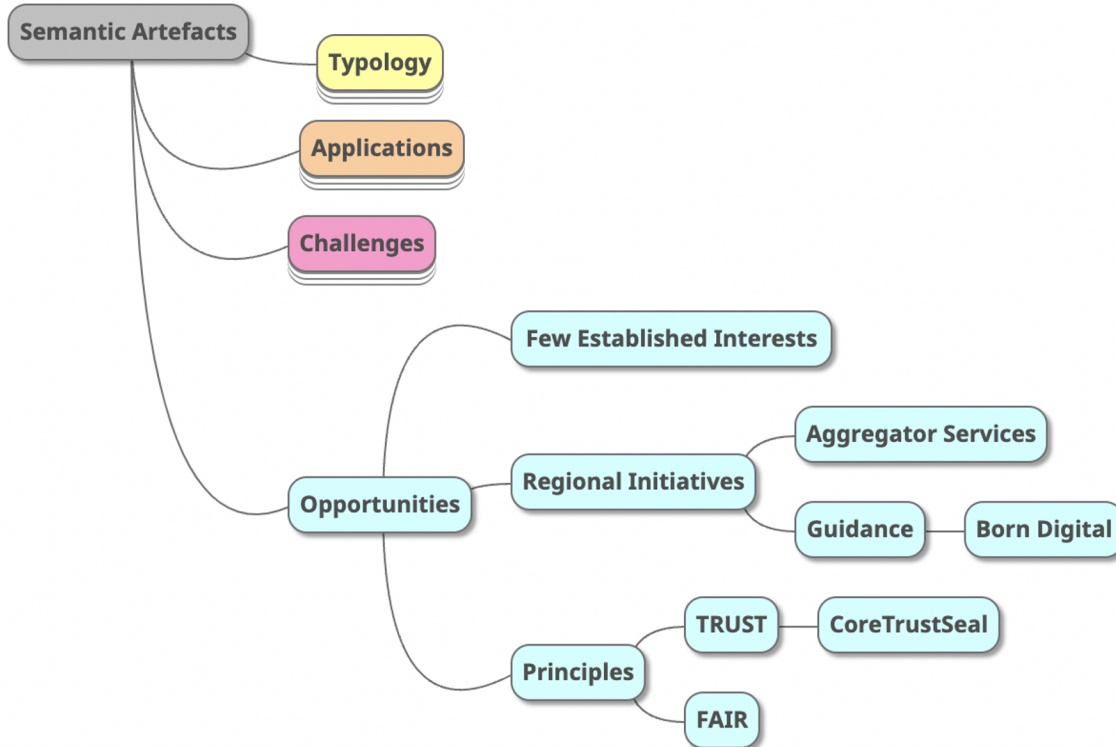 Semantic Artefacts
Typology
Applications
Challenges
Few Established Interests
Aggregator Services
Regional Initiatives
Opportunities
Guidance
Born Digital
TRUST
CoreTrustSeal
Principles
FAIR